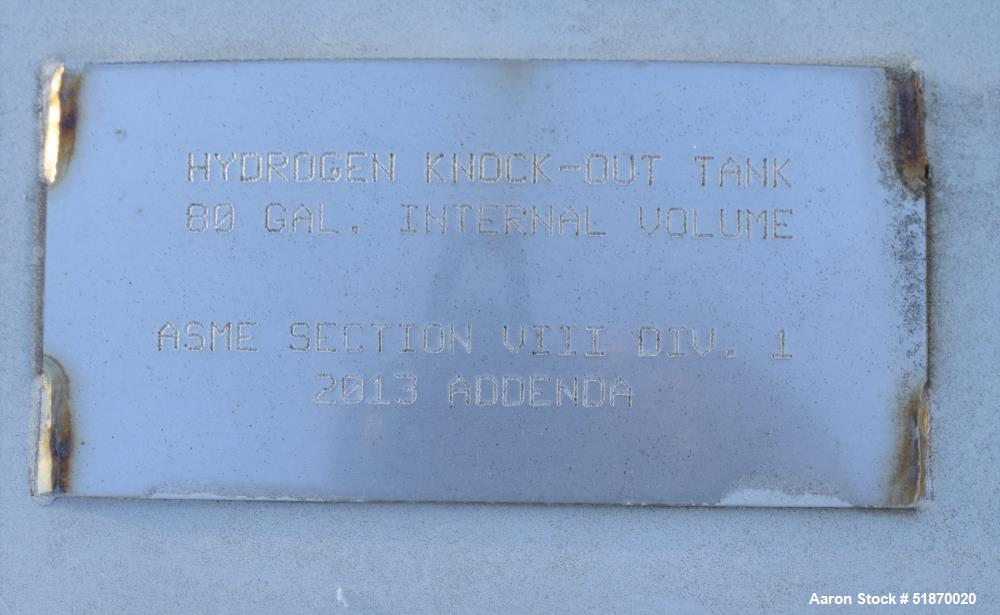 HYDROGEN KNOCK-OUT TANK
80 GAL. INTERNAL VOLUME
ASME SECTION VIII DIV. 1
2013 ADDENDA
Aaron Stock # 51870020